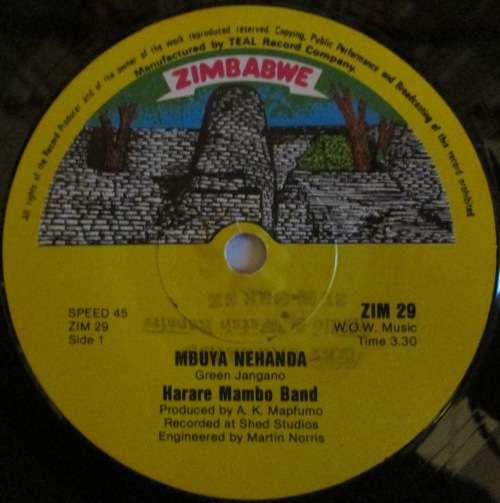 All rights of the Record Producer and of the owner of the work reproduced reserved. Copying, Public Performance and Broadcasting of this record prohibited
Manufactured by TEAL Record Company.
ZIMBABWE
SPEED 45
ZIM 29
Side 1
ZIM 29
W.O.W. Music
Time 3.30
MBUYA NEHANDA
Green Jangano
Harare Mambo Band
Produced by A. K. Mapfumo
Recorded at Shed Studios
Engineered by Martin Norris